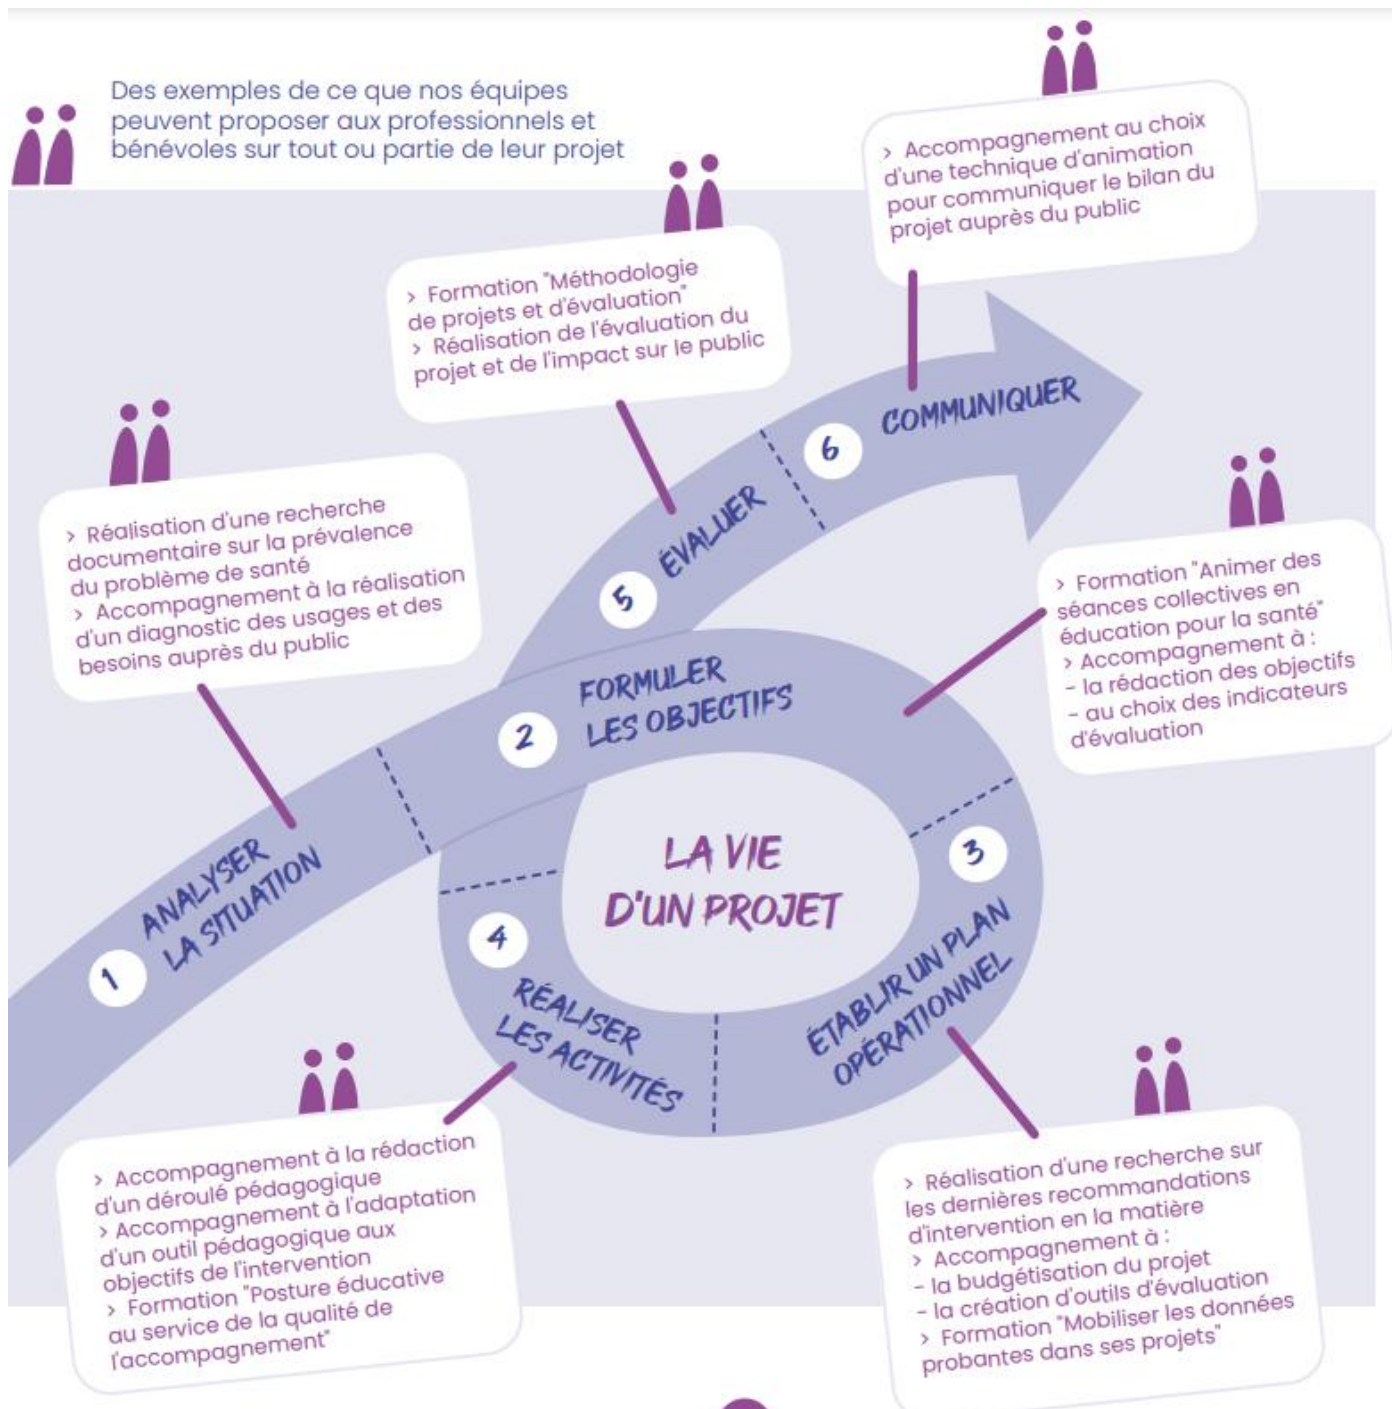 Des exemples de ce que nos équipes
peuvent proposer aux professionnels et
bénévoles sur tout ou partie de leur projet
> Accompagnement au choix
d'une technique d'animation
pour communiquer le bilan du
projet auprès du public
> Formation "Méthodologie
de projets et d'évaluation"
> Réalisation de l'évaluation du
projet et de l'impact sur le public
6
COMMUNIQUER
> Réalisation d'une recherche
documentaire sur la prévalence
du problème de santé
> Accompagnement à la réalisation
d'un diagnostic des usages et des
besoins auprès du public
5
ÉVALUER
> Formation "Animer des
séances collectives en
éducation pour la santé"
> Accompagnement à :
- la rédaction des objectifs
- au choix des indicateurs
d'évaluation
2
FORMULER
LES OBJECTIFS
1
ANALYSER
LA SITUATION
LA VIE
D'UN PROJET
3
ÉTABLIR UN PLAN
OPÉRATIONNEL
4
RÉALISER
LES ACTIVITÉS
> Accompagnement à la rédaction
d'un déroulé pédagogique
> Accompagnement à l'adaptation
d'un outil pédagogique aux
objectifs de l'intervention
> Formation "Posture éducative
au service de la qualité de
l'accompagnement"
> Réalisation d'une recherche sur
les dernières recommandations
d'intervention en la matière
> Accompagnement à :
- la budgétisation du projet
- la création d'outils d'évaluation
> Formation "Mobiliser les données
probantes dans ses projets"